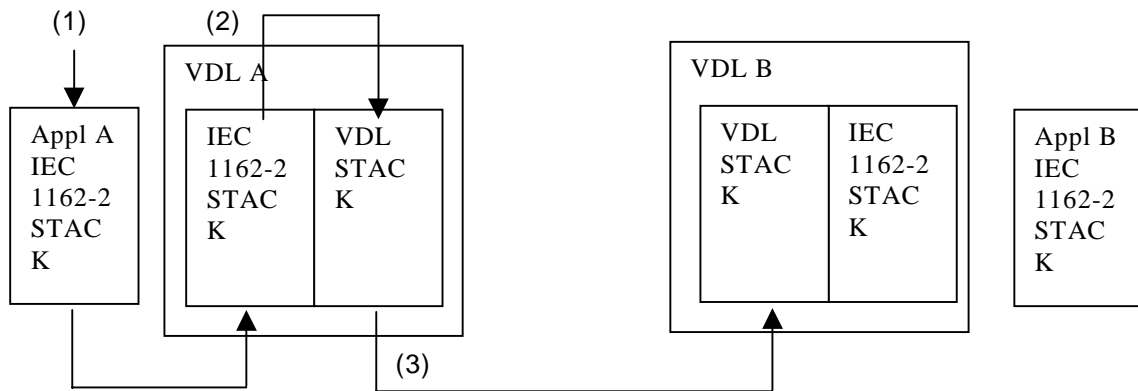 (1)
(2)
VDL A
VDL B
Appl A
IEC
1162-2
STAC
K
IEC
1162-2
STAC
K
VDL
STAC
K
VDL
STAC
K
IEC
1162-2
STAC
K
Appl B
IEC
1162-2
STAC
K
(3)